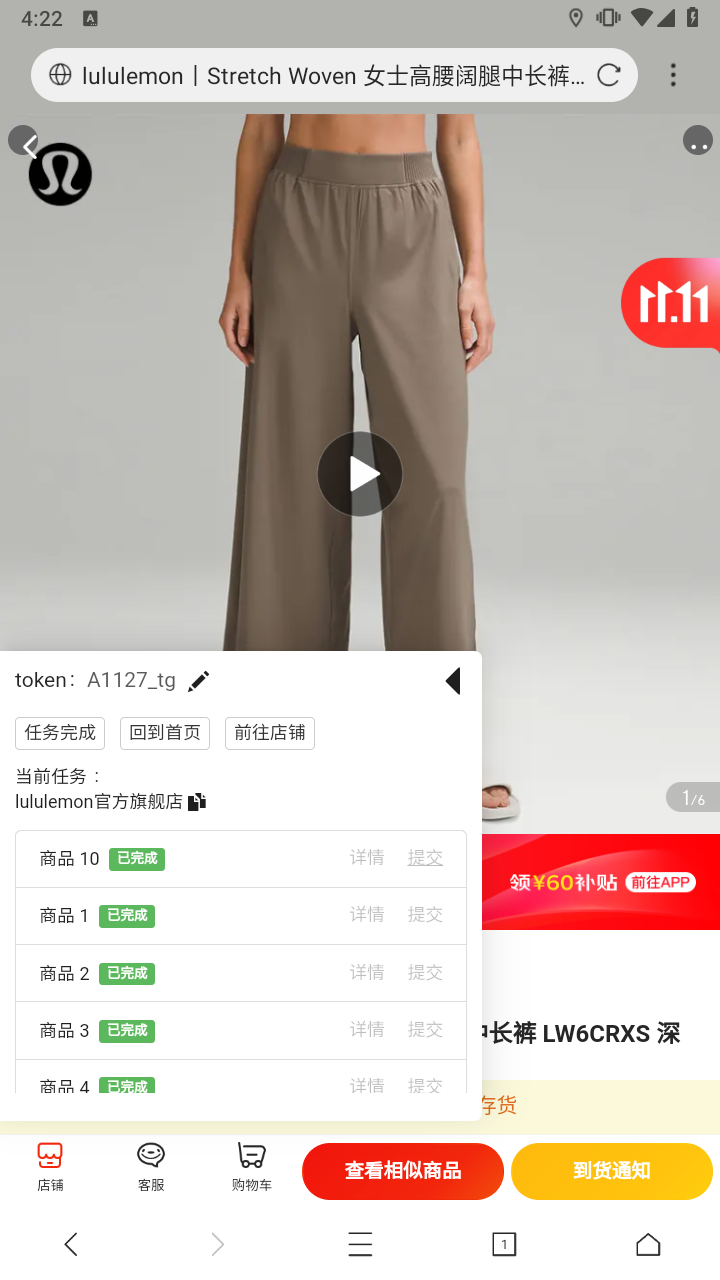 4:22
A
lululemon丨Stretch Woven 女士高腰阔腿中长裤...
11.11
token： A1127_tg
任务完成 回到首页 前往店铺
当前任务：
lululemon官方旗舰店
1/6
商品 10 已完成 详情 提交
领¥60补贴 前往APP
商品 1 已完成 详情 提交
商品 2 已完成 详情 提交
商品 3 已完成 详情 提交
中长裤 LW6CRXS 深
商品 4 已完成 详情 提交
存货
店铺 客服 购物车 查看相似商品 到货通知
1